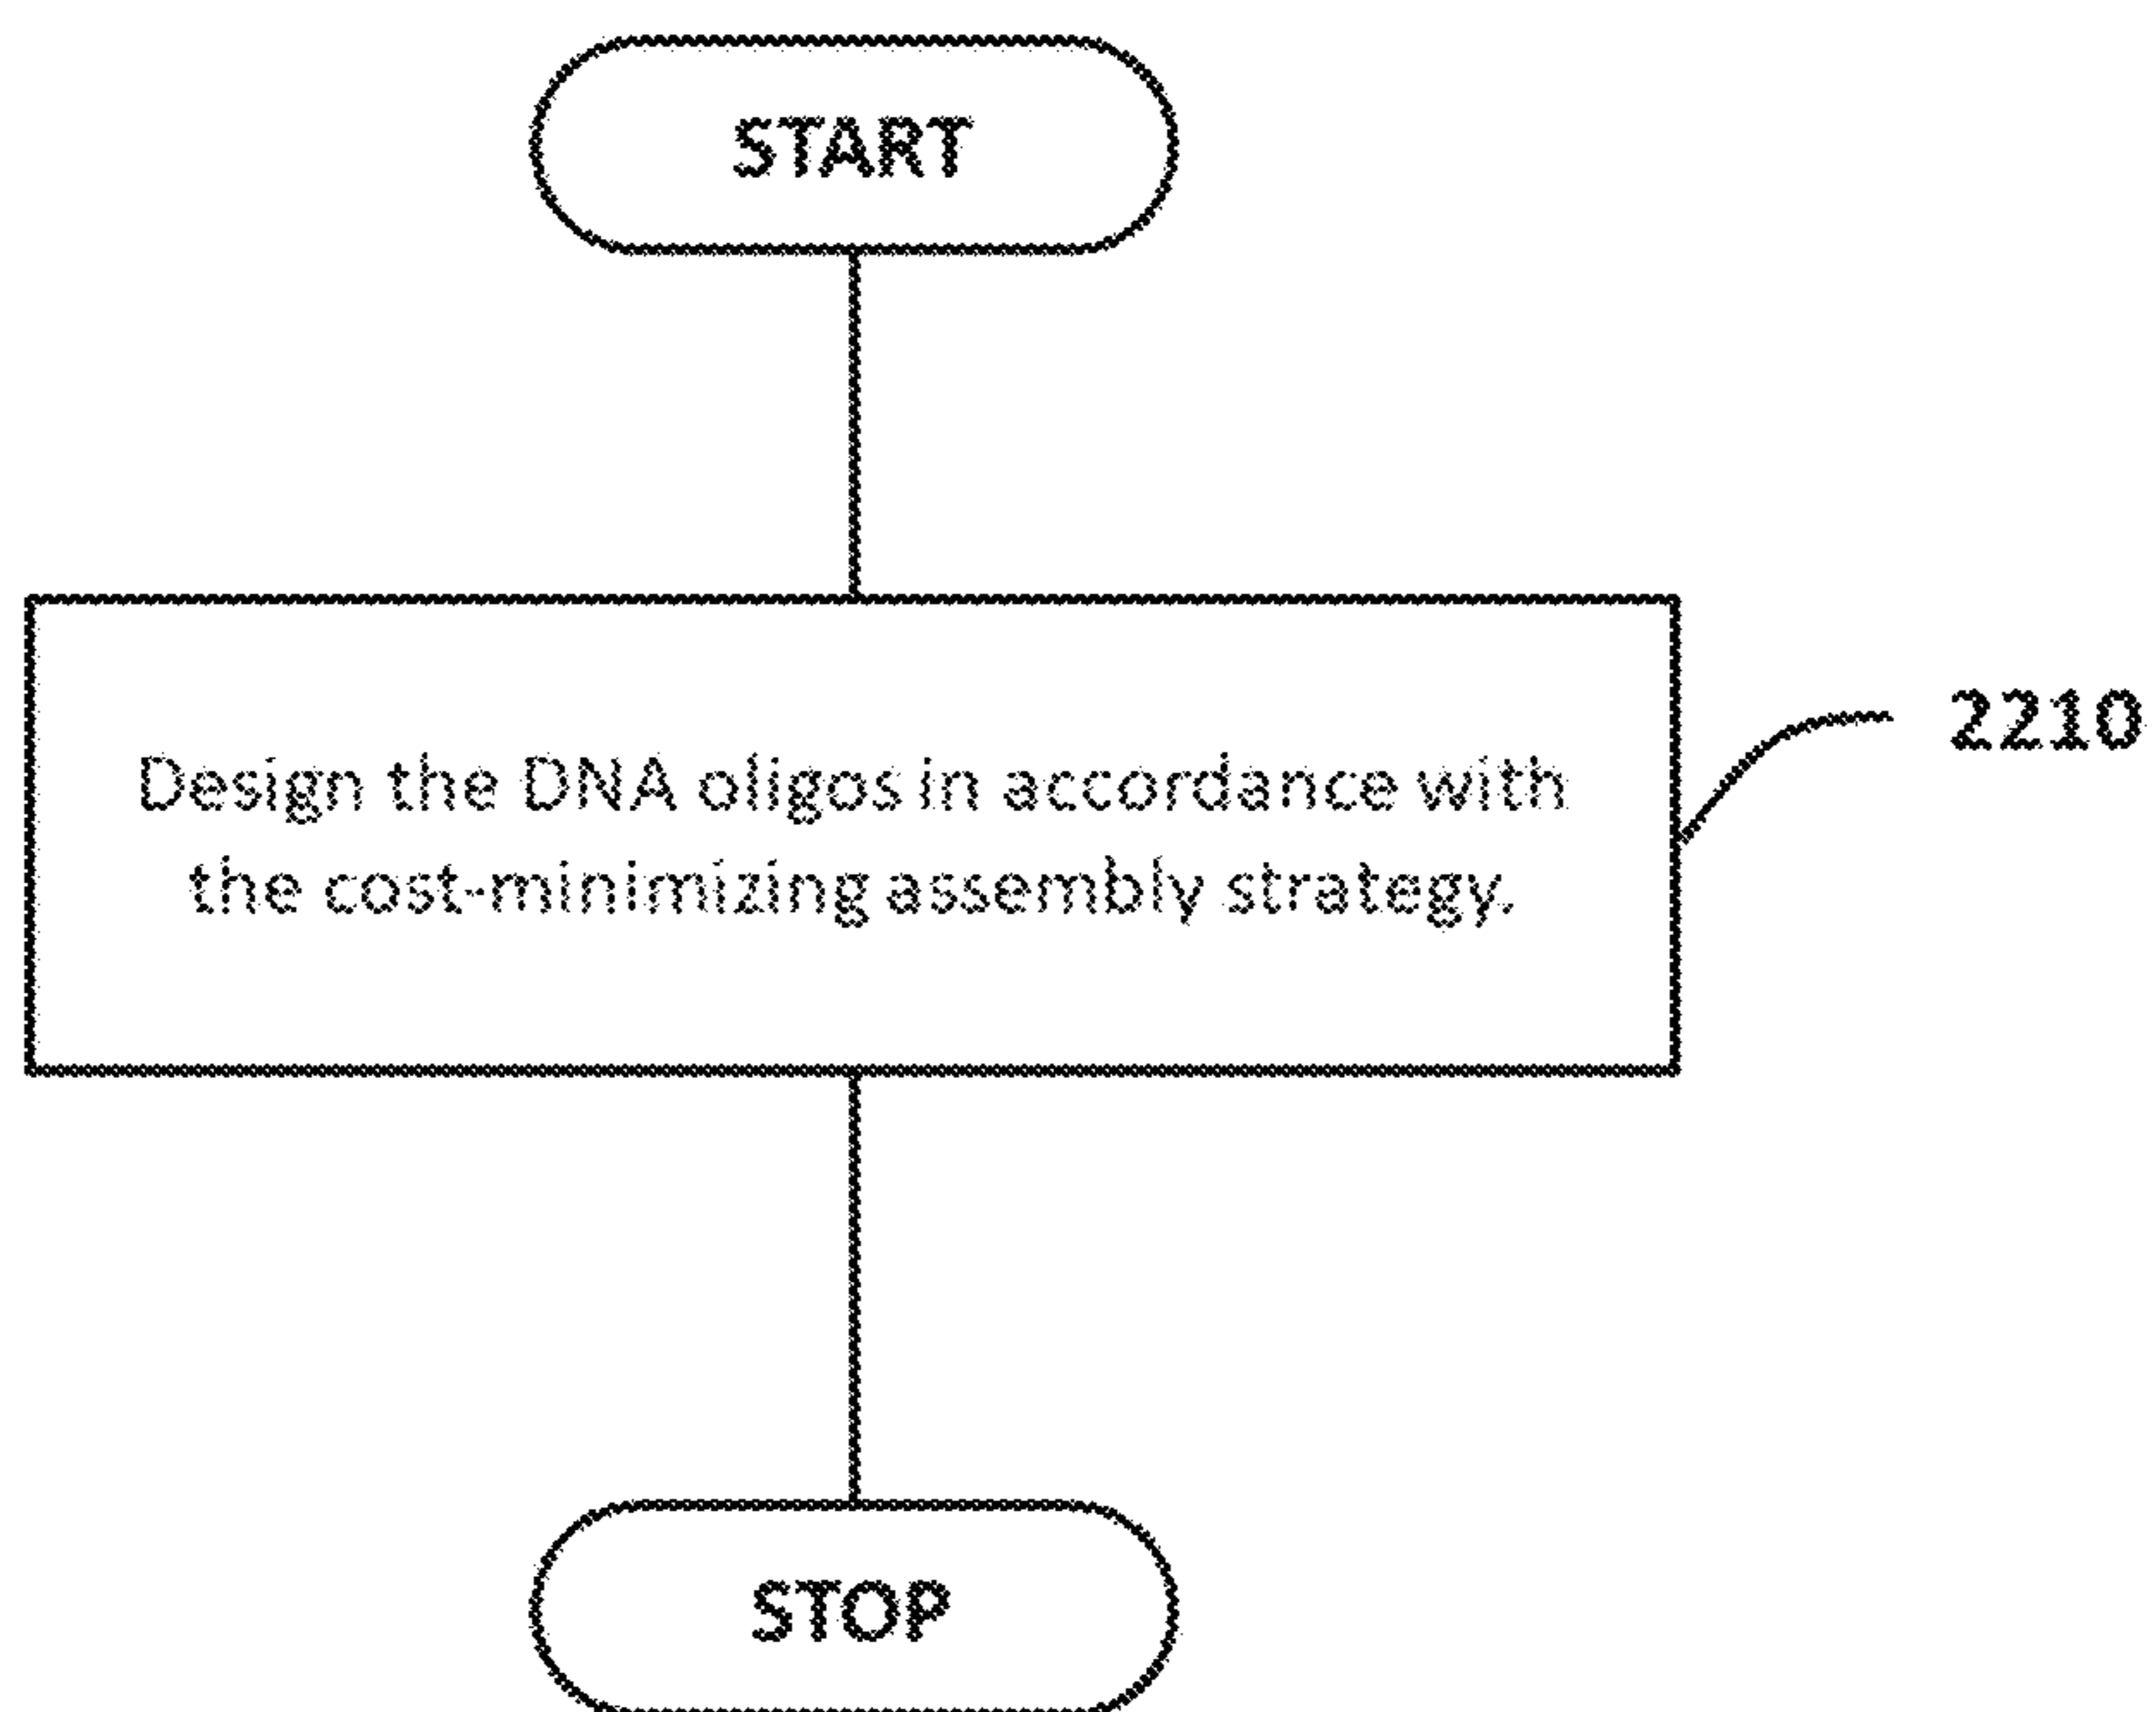 START
2210
Design the DNA oligos in accordance with
the cost-minimizing assembly strategy.
STOP